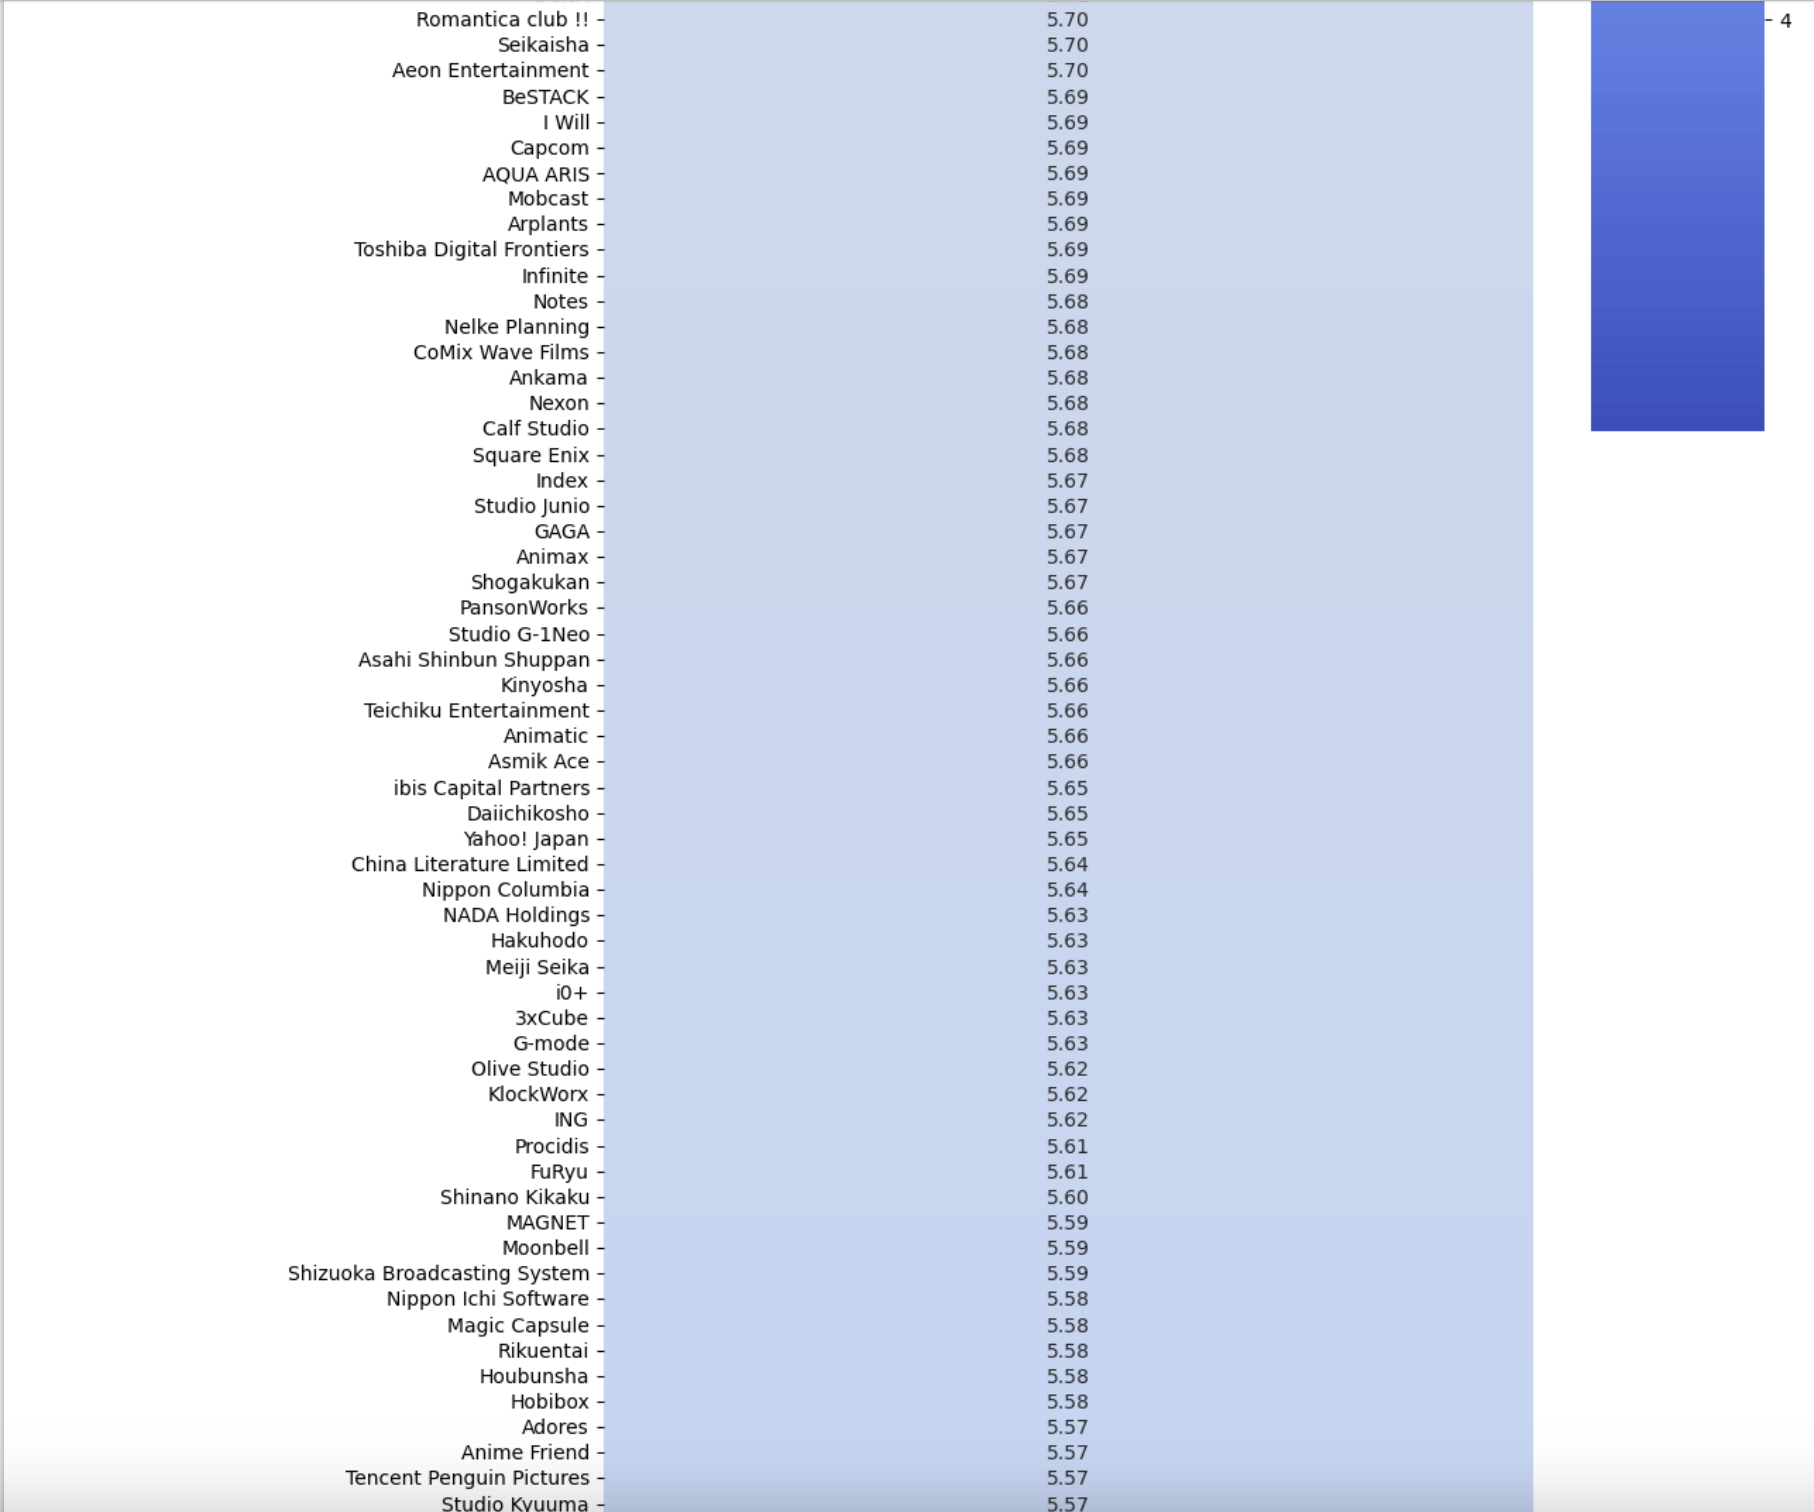 Romantica club !! 5.70 4
Seikaisha 5.70
Aeon Entertainment 5.70
BeSTACK 5.69
I Will 5.69
Capcom 5.69
AQUA ARIS 5.69
Mobcast 5.69
Arplants 5.69
Toshiba Digital Frontiers 5.69
Infinite 5.69
Notes 5.68
Nelke Planning 5.68
CoMix Wave Films 5.68
Ankama 5.68
Nexon 5.68
Calf Studio 5.68
Square Enix 5.68
Index 5.67
Studio Junio 5.67
GAGA 5.67
Animax 5.67
Shogakukan 5.67
PansonWorks 5.66
Studio G-1Neo 5.66
Asahi Shinbun Shuppan 5.66
Kinyosha 5.66
Teichiku Entertainment 5.66
Animatic 5.66
Asmik Ace 5.66
ibis Capital Partners 5.65
Daiichikosho 5.65
Yahoo! Japan 5.65
China Literature Limited 5.64
Nippon Columbia 5.64
NADA Holdings 5.63
Hakuhodo 5.63
Meiji Seika 5.63
i0+ 5.63
3xCube 5.63
G-mode 5.63
Olive Studio 5.62
KlockWorx 5.62
ING 5.62
Procidis 5.61
FuRyu 5.61
Shinano Kikaku 5.60
MAGNET 5.59
Moonbell 5.59
Shizuoka Broadcasting System 5.59
Nippon Ichi Software 5.58
Magic Capsule 5.58
Rikuentai 5.58
Houbunsha 5.58
Hobibox 5.58
Adores 5.57
Anime Friend 5.57
Tencent Penguin Pictures 5.57
Studio Kyuuma 5.57